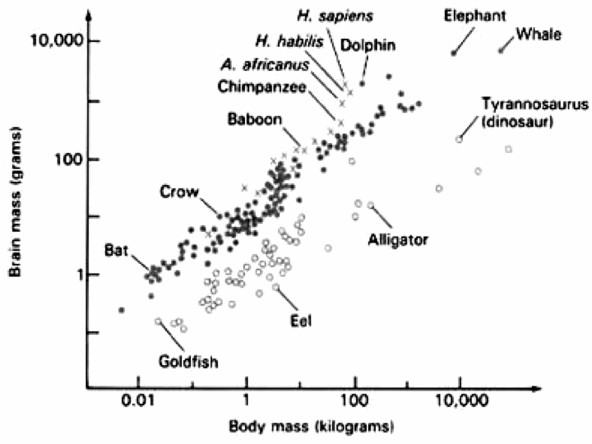 H. sapiens
H. habilis
A. africanus
Chimpanzee
Baboon
Dolphin
Elephant
Whale
Tyrannosaurus
(dinosaur)
Crow
Bat
Alligator
Eel
Goldfish
Brain mass (grams)
10,000
100
1
0.01
1
100
10,000
Body mass (kilograms)